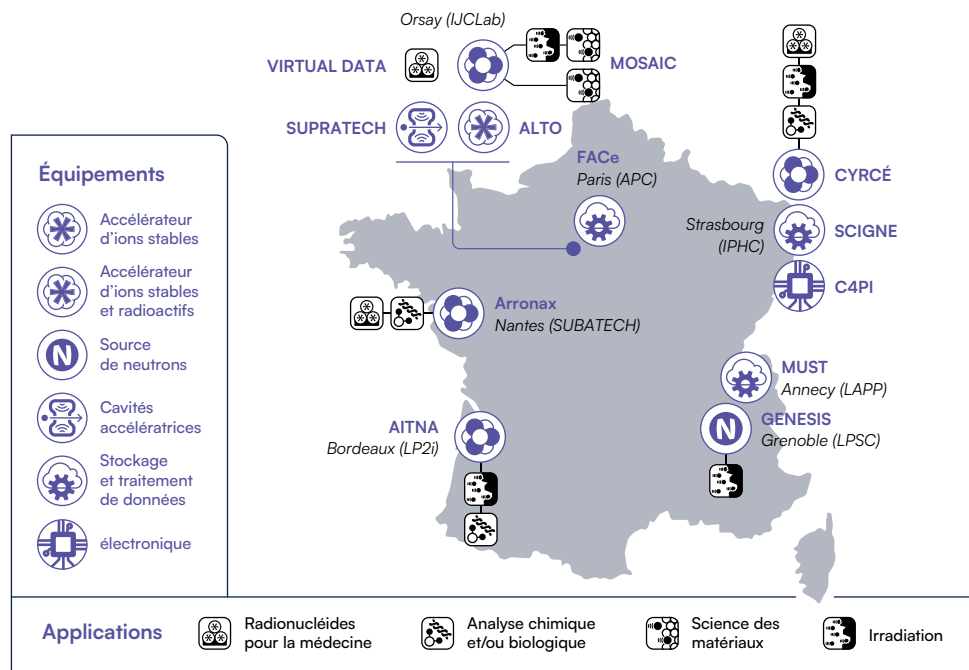 Orsay (IJCLab)
VIRTUAL DATA
MOSAIC
SUPRATECH
ALTO
FACe
Paris (APC)
CYRCÉ
Strasbourg
(IPHC)
SCIGNE
C4PI
Arronax
Nantes (SUBATECH)
MUST
Annecy (LAPP)
AITNA
Bordeaux (LP2i)
GENESIS
Grenoble (LPSC)
N
Équipements
Accélérateur
d'ions stables
Accélérateur
d'ions stables
et radioactifs
N
Source
de neutrons
Cavités
accélératrices
Stockage
et traitement
de données
électronique
Applications
Radionucléides
pour la médecine
Analyse chimique
et/ou biologique
Science des
matériaux
Irradiation